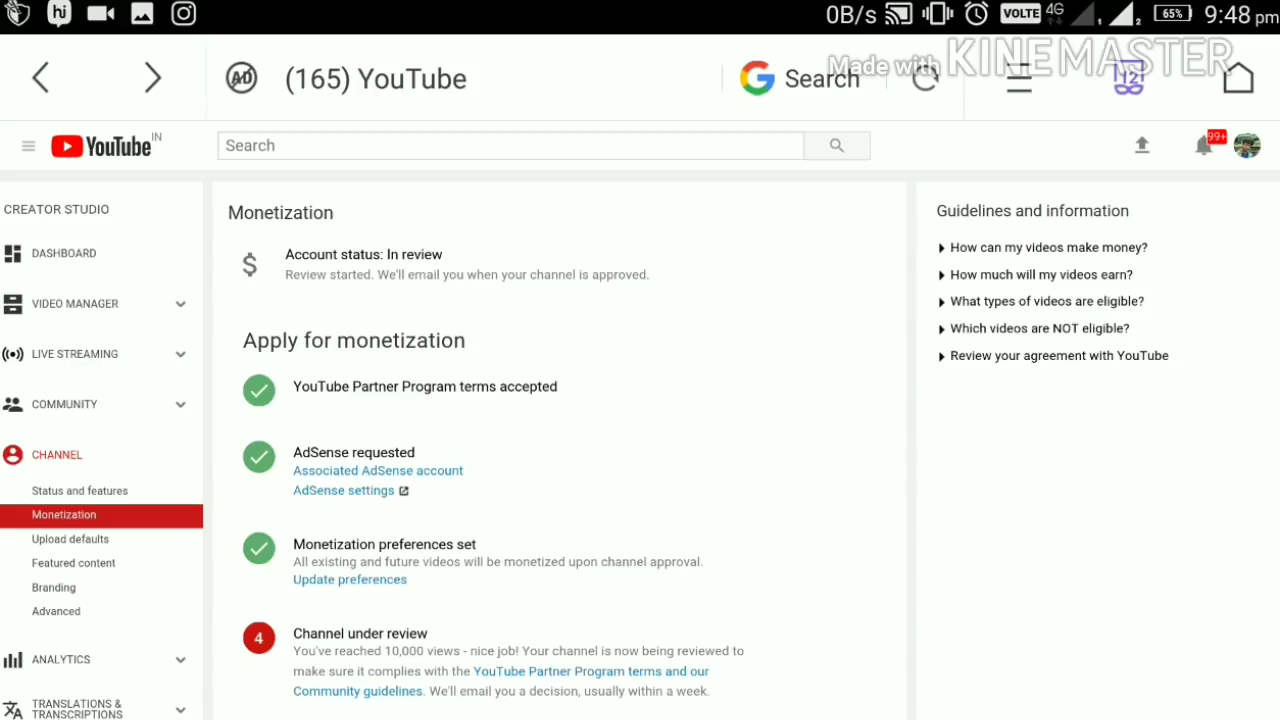 hi
0B/s VOLTE 4G 1 2 65% 9:48 pm
AD (165) YouTube Search
Made with KINEMASTER
12
YouTube IN Search 99+
CREATOR STUDIO
DASHBOARD
VIDEO MANAGER
LIVE STREAMING
COMMUNITY
CHANNEL
Status and features
Monetization
Upload defaults
Featured content
Branding
Advanced
ANALYTICS
TRANSLATIONS &
TRANSCRIPTIONS
Monetization
Account status: In review
Review started. We'll email you when your channel is approved.
Apply for monetization
YouTube Partner Program terms accepted
AdSense requested
Associated AdSense account
AdSense settings
Monetization preferences set
All existing and future videos will be monetized upon channel approval.
Update preferences
4 Channel under review
You've reached 10,000 views - nice job! Your channel is now being reviewed to
make sure it complies with the YouTube Partner Program terms and our
Community guidelines. We'll email you a decision, usually within a week.
Guidelines and information
How can my videos make money?
How much will my videos earn?
What types of videos are eligible?
Which videos are NOT eligible?
Review your agreement with YouTube